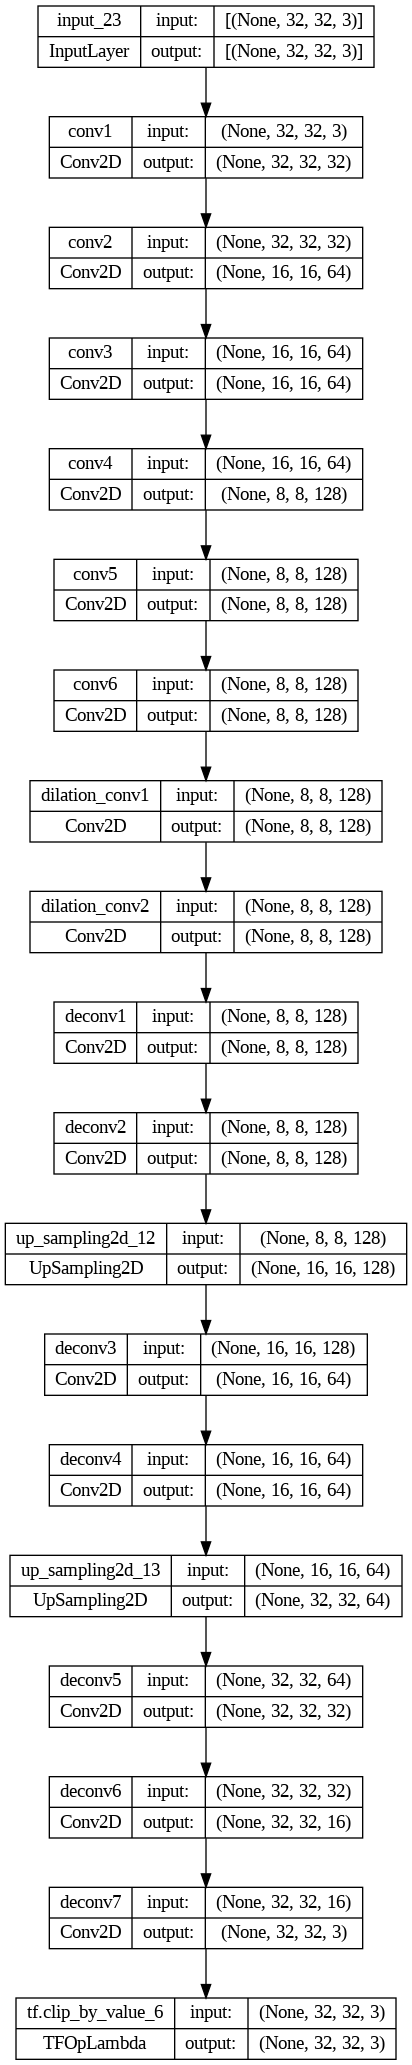 input_23 input: [(None, 32, 32, 3)]
InputLayer output: [(None, 32, 32, 3)]
conv1 input: (None, 32, 32, 3)
Conv2D output: (None, 32, 32, 32)
conv2 input: (None, 32, 32, 32)
Conv2D output: (None, 16, 16, 64)
conv3 input: (None, 16, 16, 64)
Conv2D output: (None, 16, 16, 64)
conv4 input: (None, 16, 16, 64)
Conv2D output: (None, 8, 8, 128)
conv5 input: (None, 8, 8, 128)
Conv2D output: (None, 8, 8, 128)
conv6 input: (None, 8, 8, 128)
Conv2D output: (None, 8, 8, 128)
dilation_conv1 input: (None, 8, 8, 128)
Conv2D output: (None, 8, 8, 128)
dilation_conv2 input: (None, 8, 8, 128)
Conv2D output: (None, 8, 8, 128)
deconv1 input: (None, 8, 8, 128)
Conv2D output: (None, 8, 8, 128)
deconv2 input: (None, 8, 8, 128)
Conv2D output: (None, 8, 8, 128)
up_sampling2d_12 input: (None, 8, 8, 128)
UpSampling2D output: (None, 16, 16, 128)
deconv3 input: (None, 16, 16, 128)
Conv2D output: (None, 16, 16, 64)
deconv4 input: (None, 16, 16, 64)
Conv2D output: (None, 16, 16, 64)
up_sampling2d_13 input: (None, 16, 16, 64)
UpSampling2D output: (None, 32, 32, 64)
deconv5 input: (None, 32, 32, 64)
Conv2D output: (None, 32, 32, 32)
deconv6 input: (None, 32, 32, 32)
Conv2D output: (None, 32, 32, 16)
deconv7 input: (None, 32, 32, 16)
Conv2D output: (None, 32, 32, 3)
tf.clip_by_value_6 input: (None, 32, 32, 3)
TFOpLambda output: (None, 32, 32, 3)